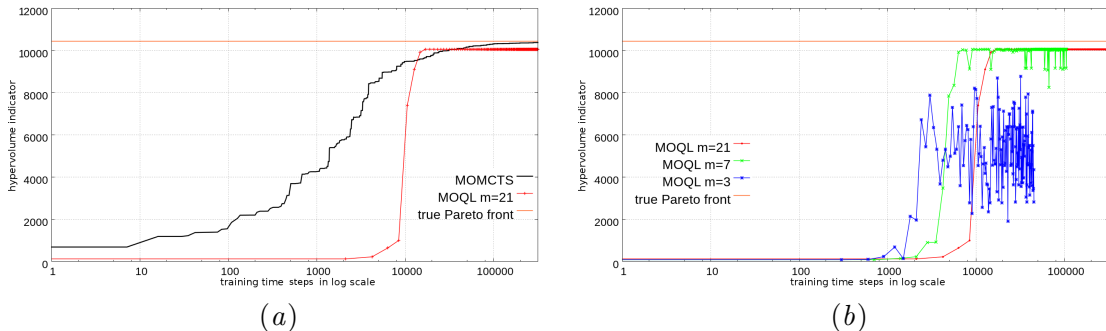 12000
10000
8000
6000
4000
2000
0
hypervolume indicator
MOMCTS
MOQL m=21
true Pareto front
1 10 100 1000 10000 100000
training time steps in log scale
(a)
12000
10000
8000
6000
4000
2000
0
hypervolume indicator
MOQL m=21
MOQL m=7
MOQL m=3
true Pareto front
1 10 100 1000 10000 100000
training time steps in log scale
(b)